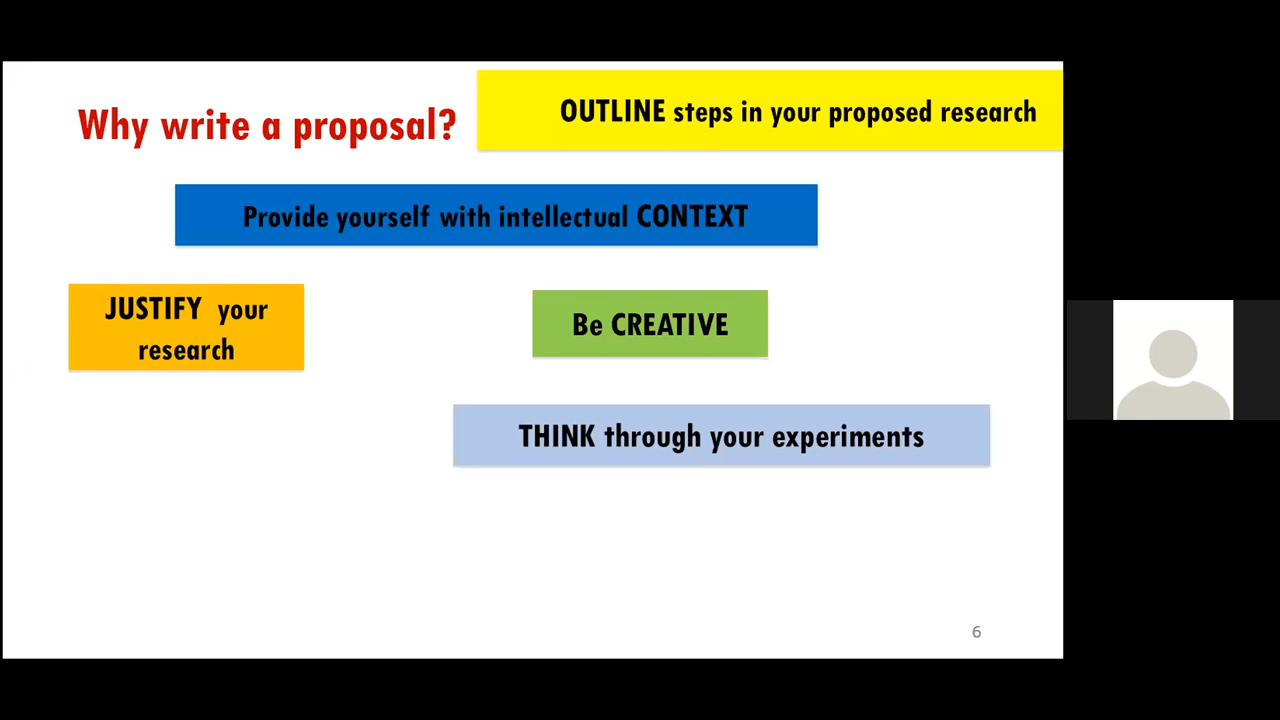 Why write a proposal?
OUTLINE steps in your proposed research
Provide yourself with intellectual CONTEXT
JUSTIFY your
research
Be CREATIVE
THINK through your experiments
6